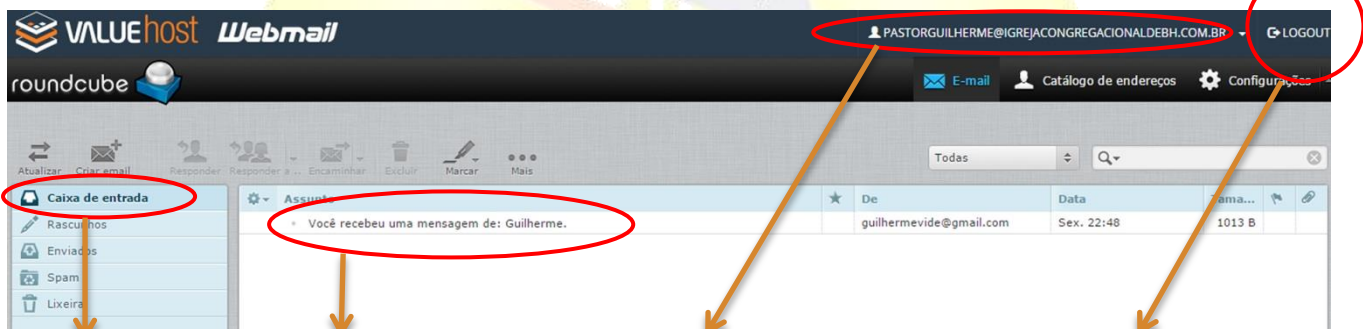 VALUEhost Webmail PASTORGUILHERME@IGREJACONGREGACIONALDEBH.COM.BR LOGOUT
roundcube E-mail Catálogo de endereços Configurações
Atualizar Criar email Responder Responder a ... Encaminhar Excluir Marcar Mais Todas
Caixa de entrada Assunto De Data Tama...
Rascunhos Você recebeu uma mensagem de: Guilherme. guilhermevide@gmail.com Sex. 22:48 1013 B
Enviados
Spam
Lixeira